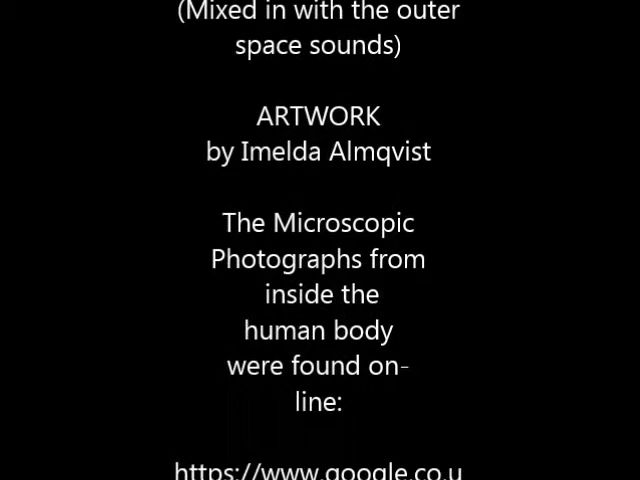 (Mixed in with the outer
space sounds)
ARTWORK
by Imelda Almqvist
The Microscopic
Photographs from
inside the
human body
were found on-
line:
https://www.google.co.u